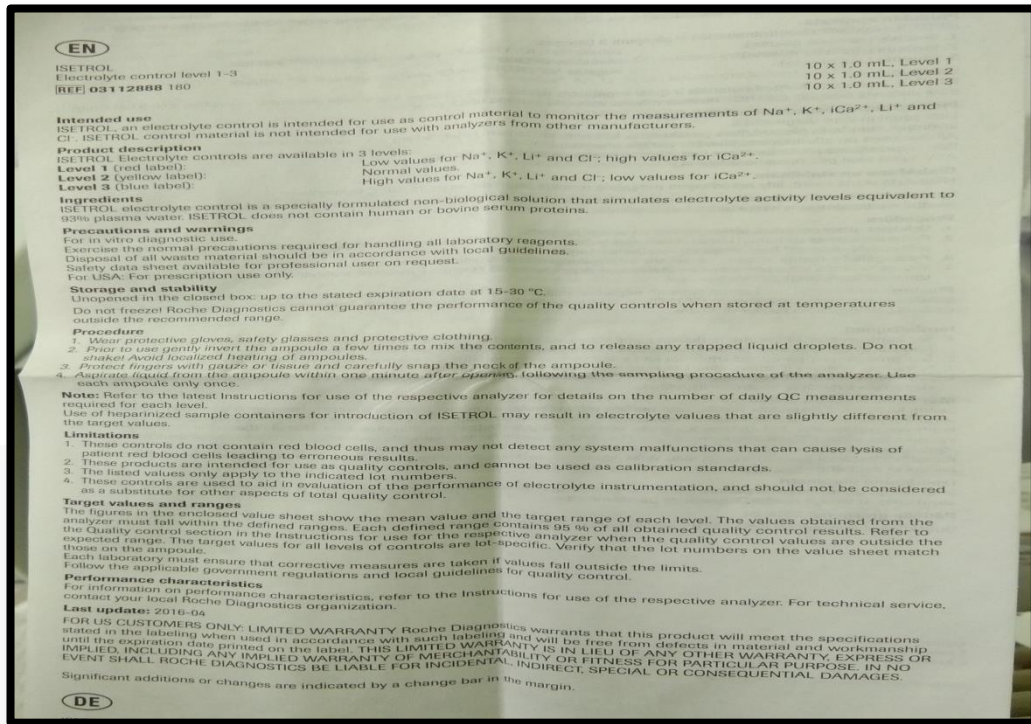 EN
ISETROL
Electrolyte control level 1-3
REF 03112888 180
10 x 1.0 mL, Level 1
10 x 1.0 mL, Level 2
10 x 1.0 mL, Level 3
Intended use
ISETROL, an electrolyte control is intended for use as control material to monitor the measurements of Na⁺, K⁺, iCa²⁺, Li⁺ and
Cl⁻. ISETROL control material is not intended for use with analyzers from other manufacturers.
Product description
ISETROL Electrolyte controls are available in 3 levels:
Level 1 (red label): Low values for Na⁺, K⁺, Li⁺ and Cl⁻; high values for iCa²⁺.
Level 2 (yellow label): Normal values.
Level 3 (blue label): High values for Na⁺, K⁺, Li⁺ and Cl⁻; low values for iCa²⁺.
Ingredients
ISETROL electrolyte control is a specially formulated non-biological solution that simulates electrolyte activity levels equivalent to
93% plasma water. ISETROL does not contain human or bovine serum proteins.
Precautions and warnings
For in vitro diagnostic use.
Exercise the normal precautions required for handling all laboratory reagents.
Disposal of all waste material should be in accordance with local guidelines.
Safety data sheet available for professional user on request.
For USA: For prescription use only.
Storage and stability
Unopened in the closed box: up to the stated expiration date at 15-30 °C.
Do not freeze! Roche Diagnostics cannot guarantee the performance of the quality controls when stored at temperatures
outside the recommended range.
Procedure
1. Wear protective gloves, safety glasses and protective clothing.
2. Prior to use gently invert the ampoule a few times to mix the contents, and to release any trapped liquid droplets. Do not
shake! Avoid localized heating of ampoules.
3. Protect fingers with gauze or tissue and carefully snap the neck of the ampoule.
4. Aspirate liquid from the ampoule within one minute after opening, following the sampling procedure of the analyzer. Use
each ampoule only once.
Note: Refer to the latest Instructions for use of the respective analyzer for details on the number of daily QC measurements
required for each level.
Use of heparinized sample containers for introduction of ISETROL may result in electrolyte values that are slightly different from
the target values.
Limitations
1. These controls do not contain red blood cells, and thus may not detect any system malfunctions that can cause lysis of
patient red blood cells leading to erroneous results.
2. These products are intended for use as quality controls, and cannot be used as calibration standards.
3. The listed values only apply to the indicated lot numbers.
4. These controls are used to aid in evaluation of the performance of electrolyte instrumentation, and should not be considered
as a substitute for other aspects of total quality control.
Target values and ranges
The figures in the enclosed value sheet show the mean value and the target range of each level. The values obtained from the
analyzer must fall within the defined ranges. Each defined range contains 95 % of all obtained quality control results. Refer to
the Quality control section in the Instructions for use for the respective analyzer when the quality control values are outside the
expected range. The target values for all levels of controls are lot-specific. Verify that the lot numbers on the value sheet match
those on the ampoule.
Each laboratory must ensure that corrective measures are taken if values fall outside the limits.
Follow the applicable government regulations and local guidelines for quality control.
Performance characteristics
For information on performance characteristics, refer to the Instructions for use of the respective analyzer. For technical service,
contact your local Roche Diagnostics organization.
Last update: 2016-04
FOR US CUSTOMERS ONLY: LIMITED WARRANTY Roche Diagnostics warrants that this product will meet the specifications
stated in the labeling when used in accordance with such labeling and will be free from defects in material and workmanship
until the expiration date printed on the label. THIS LIMITED WARRANTY IS IN LIEU OF ANY OTHER WARRANTY, EXPRESS OR
IMPLIED, INCLUDING ANY IMPLIED WARRANTY OF MERCHANTABILITY OR FITNESS FOR PARTICULAR PURPOSE. IN NO
EVENT SHALL ROCHE DIAGNOSTICS BE LIABLE FOR INCIDENTAL, INDIRECT, SPECIAL OR CONSEQUENTIAL DAMAGES.
Significant additions or changes are indicated by a change bar in the margin.
DE